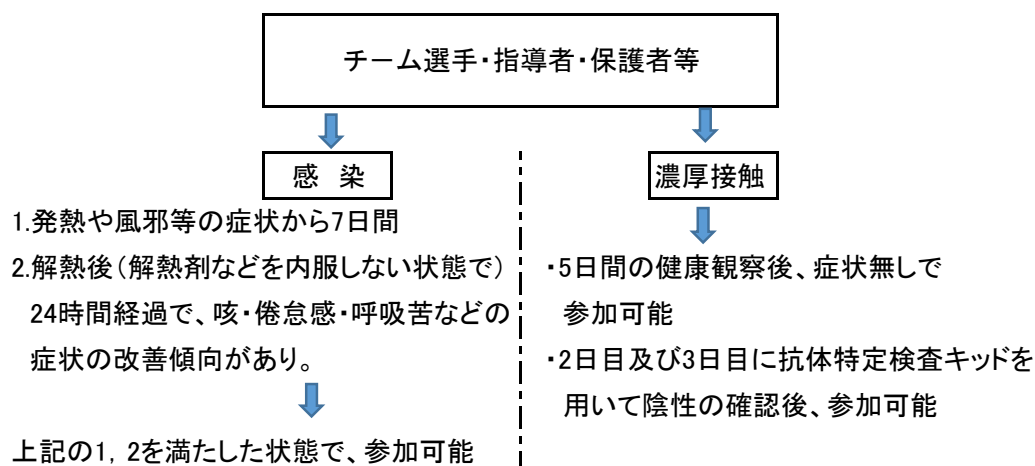 チーム選手・指導者・保護者等
感 染
1.発熱や風邪等の症状から7日間
2.解熱後(解熱剤などを内服しない状態で)
24時間経過で、咳・倦怠感・呼吸苦などの
症状の改善傾向があり。
上記の1, 2を満たした状態で、参加可能
濃厚接触
・5日間の健康観察後、症状無しで
参加可能
・2日目及び3日目に抗体特定検査キッドを
用いて陰性の確認後、参加可能